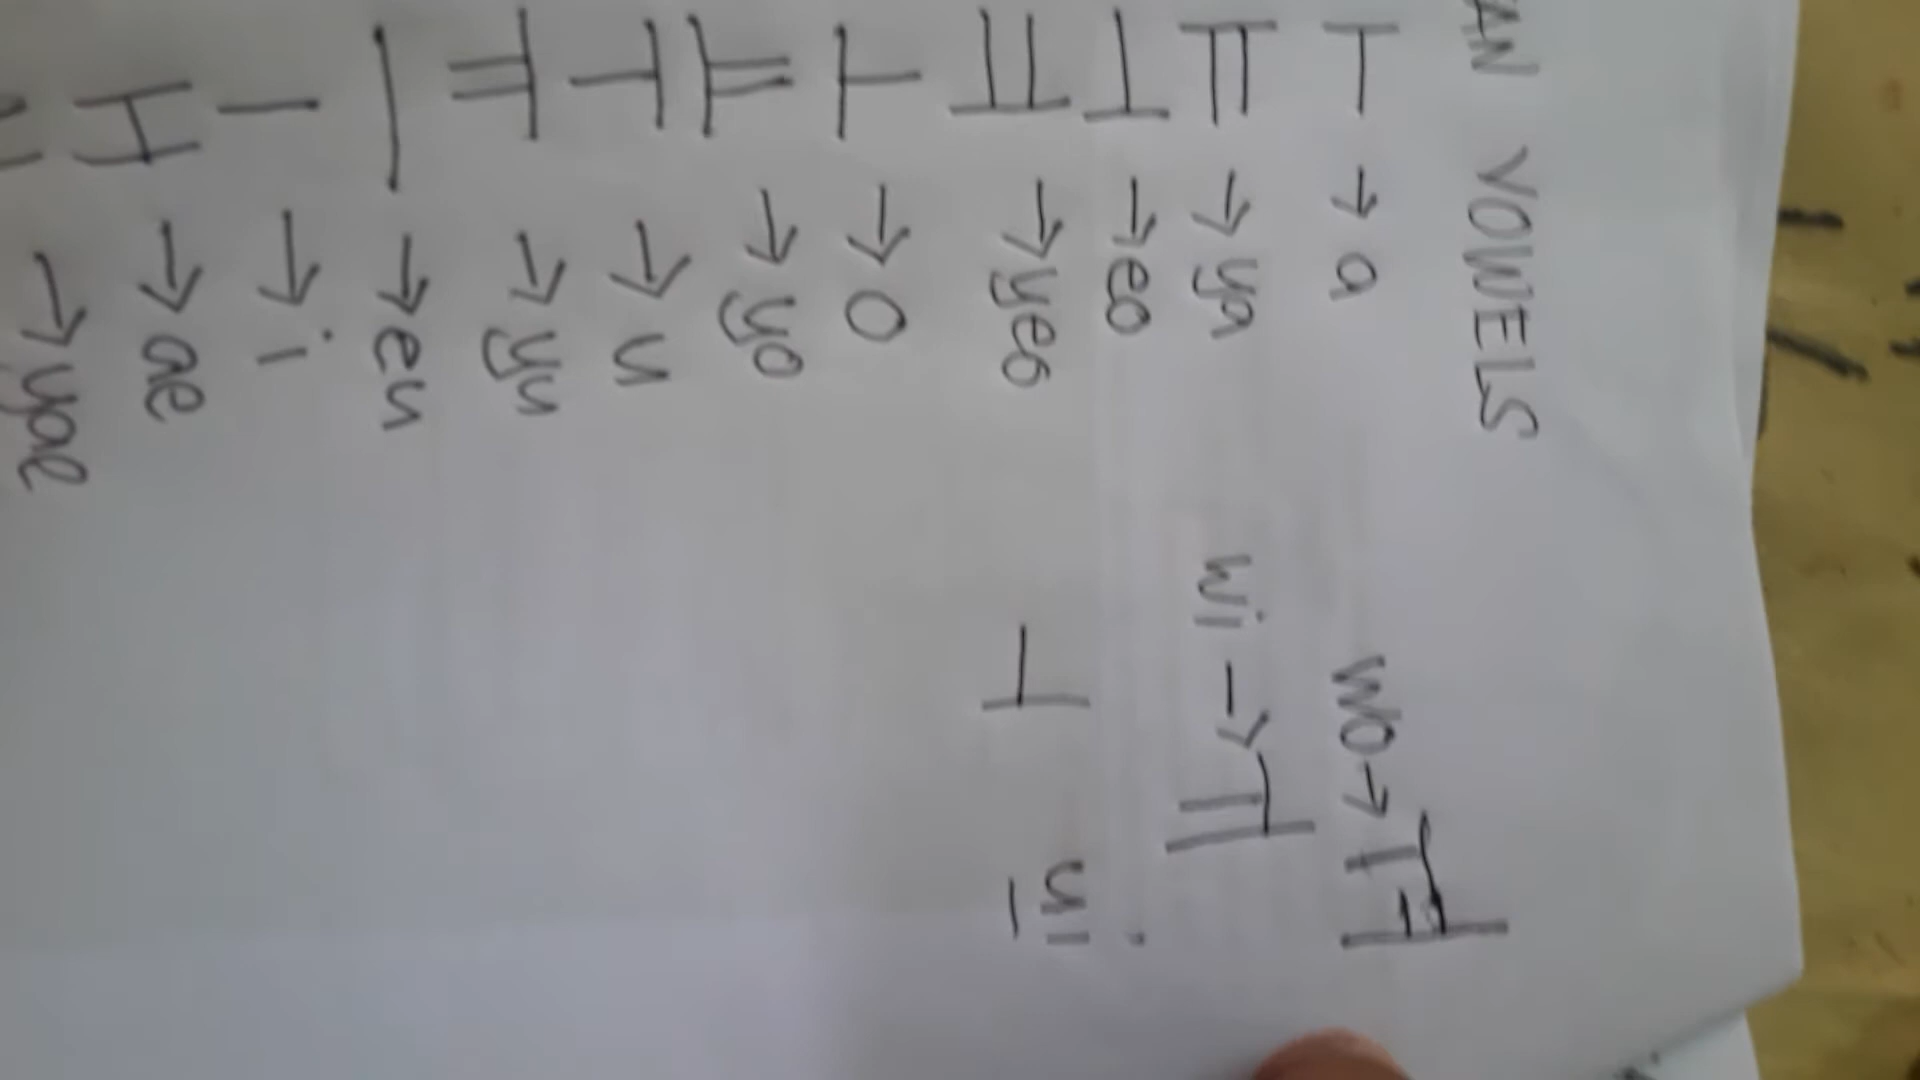 AN VOWELS
ㅏ → a wo → ㅝ
ㅑ → ya wi → ㅟ
ㅓ → eo
ui
ㅕ → yeo ㅓ ㅡ
ㅗ → o
ㅛ → yo
ㅜ → u
ㅠ → yu
ㅡ → eu
ㅣ → i
ㅐ → ae
→ yae